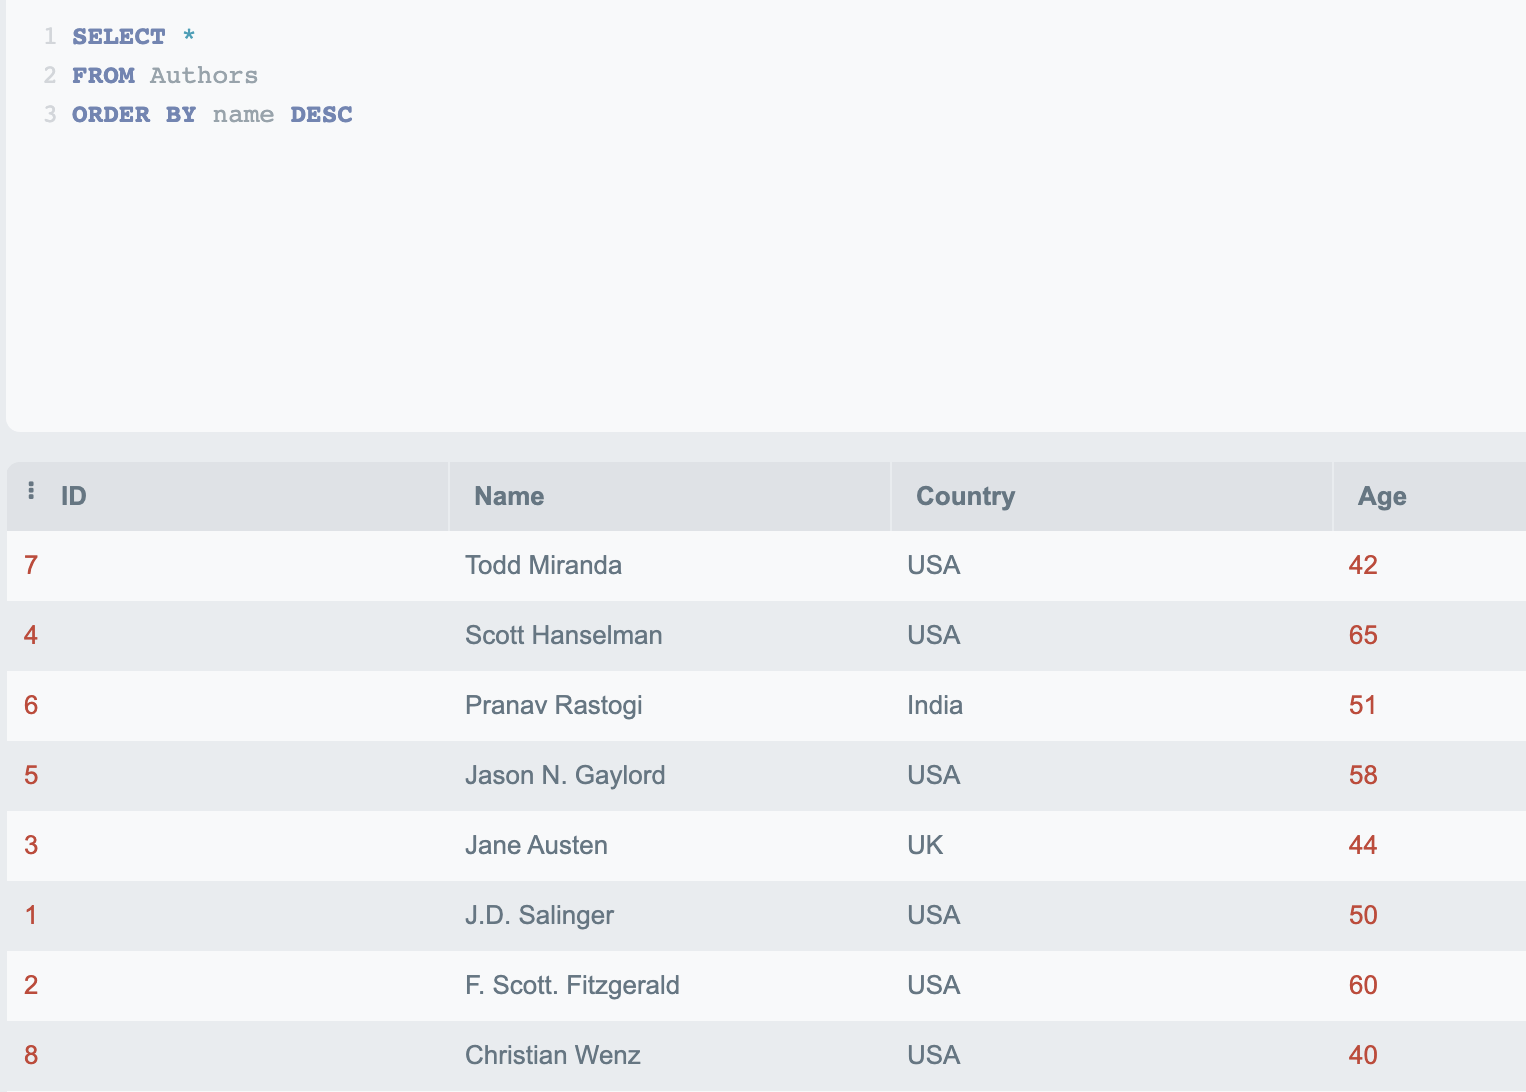 1 SELECT *
2 FROM Authors
3 ORDER BY name DESC
ID Name Country Age
7 Todd Miranda USA 42
4 Scott Hanselman USA 65
6 Pranav Rastogi India 51
5 Jason N. Gaylord USA 58
3 Jane Austen UK 44
1 J.D. Salinger USA 50
2 F. Scott. Fitzgerald USA 60
8 Christian Wenz USA 40